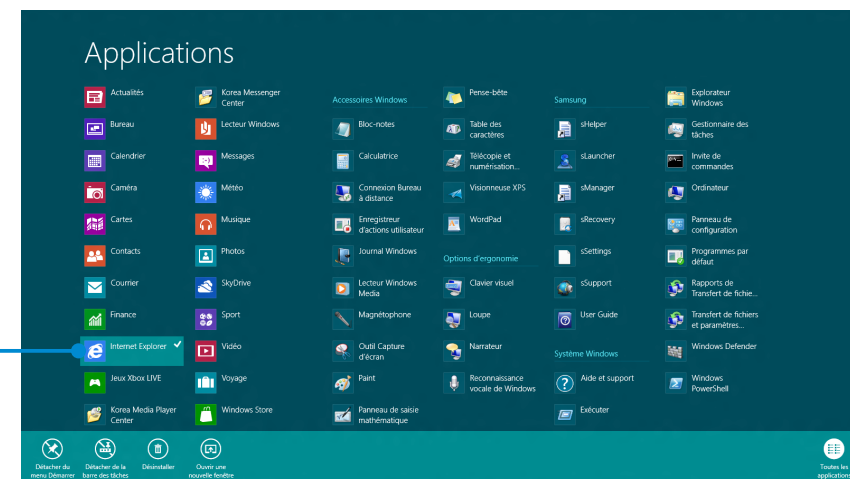 Applications
Actualités
Bureau
Calendrier
Caméra
Cartes
Contacts
Courrier
Finance
Internet Explorer
Jeux Xbox LIVE
Korea Media Player
Center
Korea Messenger
Center
Lecteur Windows
Messages
Météo
Musique
Photos
SkyDrive
Sport
Vidéo
Voyage
Windows Store
Accessoires Windows
Bloc-notes
Calculatrice
Connexion Bureau
à distance
Enregistreur
d'actions utilisateur
Journal Windows
Lecteur Windows
Media
Magnétophone
Outil Capture
d'écran
Paint
Panneau de saisie
mathématique
Pense-bête
Table des
caractères
Télécopie et
numérisation...
Visionneuse XPS
WordPad
Options d'ergonomie
Clavier visuel
Loupe
Narrateur
Reconnaissance
vocale de Windows
Samsung
sHelper
sLauncher
sManager
sRecovery
sSettings
sSupport
User Guide
Système Windows
Aide et support
Exécuter
Explorateur
Windows
Gestionnaire des
tâches
Invite de
commandes
Ordinateur
Panneau de
configuration
Programmes par
défaut
Rapports de
Transfert de fichie...
Transfert de fichiers
et paramètres...
Windows Defender
Windows
PowerShell
Détacher du
menu Démarrer
Détacher de la
barre des tâches
Désinstaller
Ouvrir une
nouvelle fenêtre
Toutes les
applications